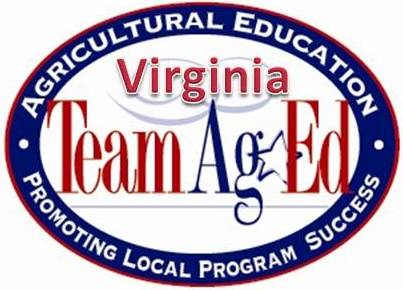 • AGRICULTURAL EDUCATION •
Virginia
Team Ag Ed
PROMOTING LOCAL PROGRAM SUCCESS